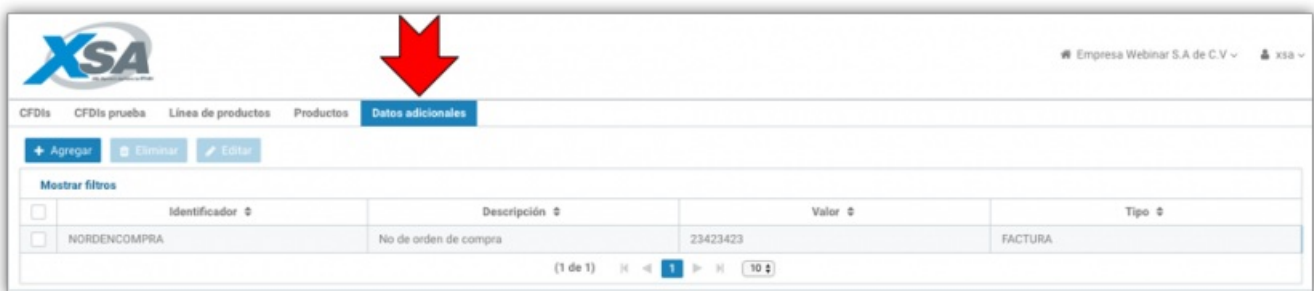 XSA
Empresa Webinar S.A de C.V
xsa
CFDIs CFDIs prueba Línea de productos Productos Datos adicionales
Agregar Eliminar Editar
Mostrar filtros
Identificador Descripción Valor Tipo
NORDENCOMPRA No de orden de compra 23423423 FACTURA
(1 de 1) 1 10